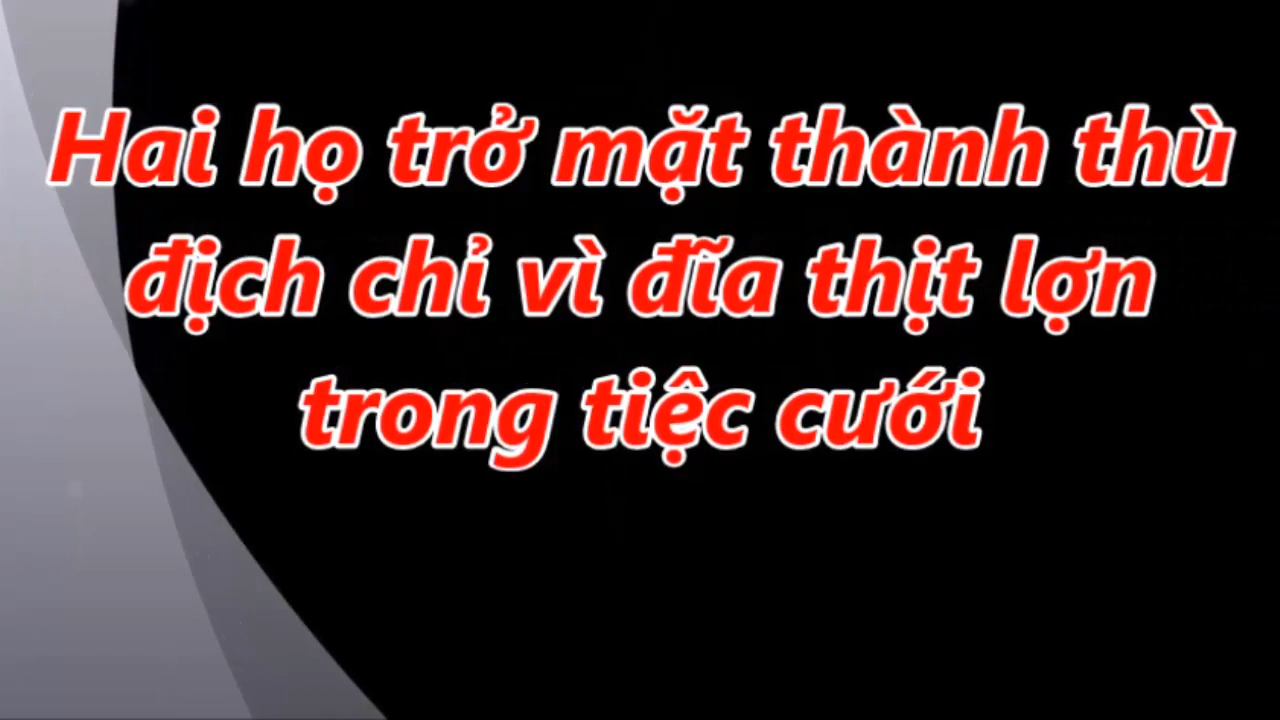 Hai họ trở mặt thành thù
địch chỉ vì đĩa thịt lợn
trong tiệc cưới